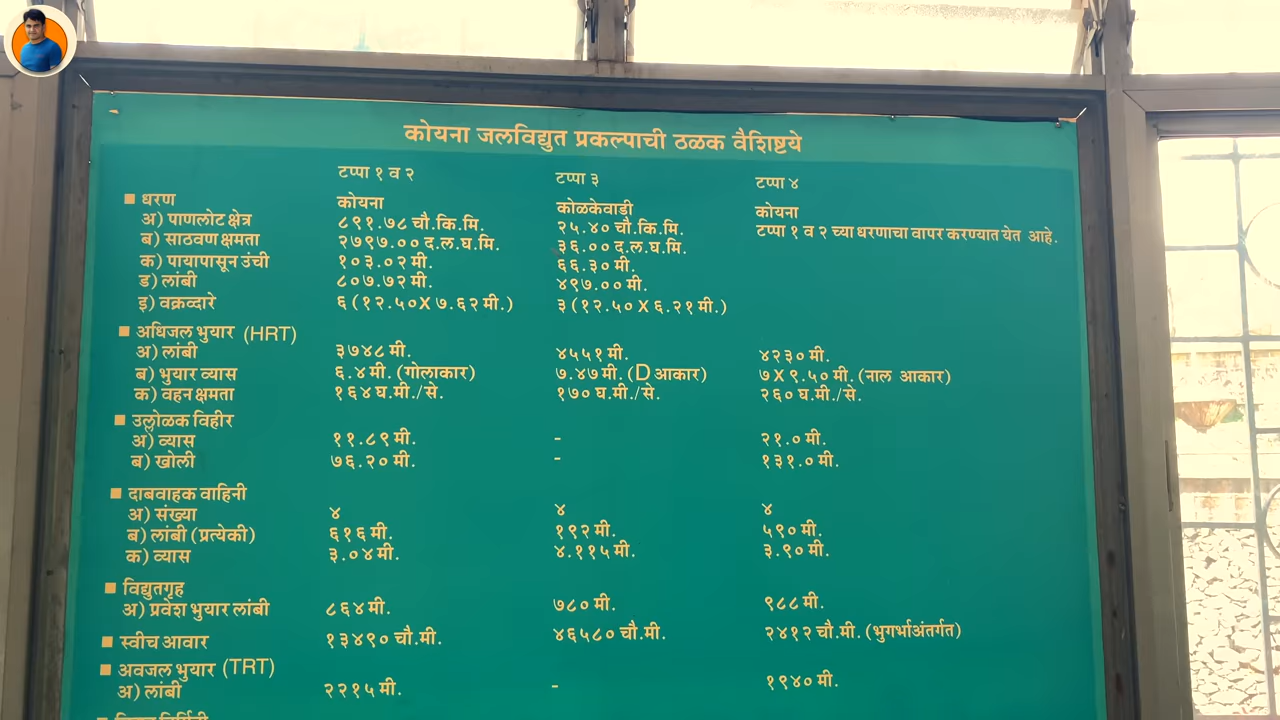 कोयना जलविद्युत प्रकल्पाची ठळक वैशिष्टये
टप्पा १ व २ टप्पा ३ टप्पा ४
■ धरण कोयना कोळकेवाडी कोयना
अ) पाणलोट क्षेत्र ८९१.७८ चौ.कि.मि. २५.४० चौ.कि.मि. टप्पा १ व २ च्या धरणाचा वापर करण्यात येत आहे.
ब) साठवण क्षमता २७९७.०० द.ल.घ.मि. ३६.०० द.ल.घ.मि.
क) पायापासून उंची १०३.०२ मी. ६६.३० मी.
ड) लांबी ८०७.७२ मी. ४९७.०० मी.
इ) वक्रव्दारे ६ (१२.५० X ७.६२ मी.) ३ (१२.५० X ६.२१ मी.)
■ अधिजल भुयार (HRT)
अ) लांबी ३७४८ मी. ४५५१ मी. ४२३० मी.
ब) भुयार व्यास ६.४ मी. (गोलाकार) ७.४७ मी. (D आकार) ७ X ९.५० मी. (नाल आकार)
क) वहन क्षमता १६४ घ.मी./से. १७० घ.मी./से. २६० घ.मी./से.
■ उल्लोळक विहीर
अ) व्यास ११.८९ मी. - २१.० मी.
ब) खोली ७६.२० मी. - १३१.० मी.
■ दाबवाहक वाहिनी
अ) संख्या ४ ४ ४
ब) लांबी (प्रत्येकी) ६१६ मी. १९२ मी. ५९० मी.
क) व्यास ३.०४ मी. ४.११५ मी. ३.९० मी.
■ विद्युतगृह
अ) प्रवेश भुयार लांबी ८६४ मी. ७८० मी. ९८८ मी.
■ स्वीच आवार १३४९० चौ.मी. ४६५८० चौ.मी. २४१२ चौ.मी. (भुगर्भाअंतर्गत)
■ अवजल भुयार (TRT)
अ) लांबी २२१५ मी. - १९४० मी.